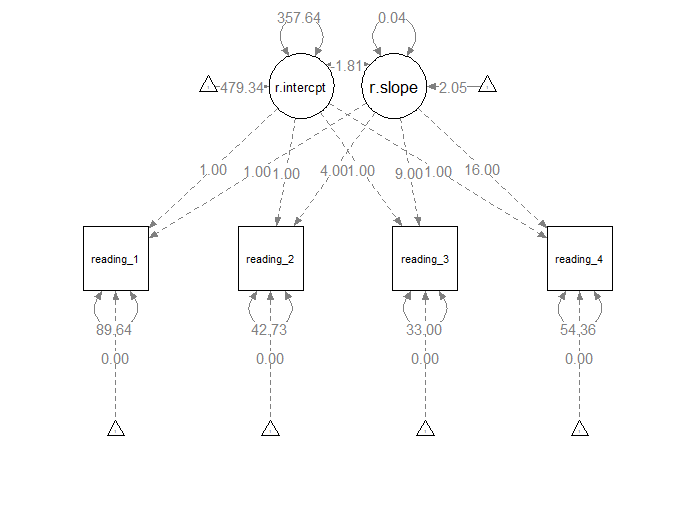 357.64 0.04
-1.81
479.34 r.intercpt r.slope 2.05
1.00 1.00 1.00 4.00 1.00 9.00 1.00 16.00
reading_1 reading_2 reading_3 reading_4
89.64 42.73 33.00 54.36
0.00 0.00 0.00 0.00